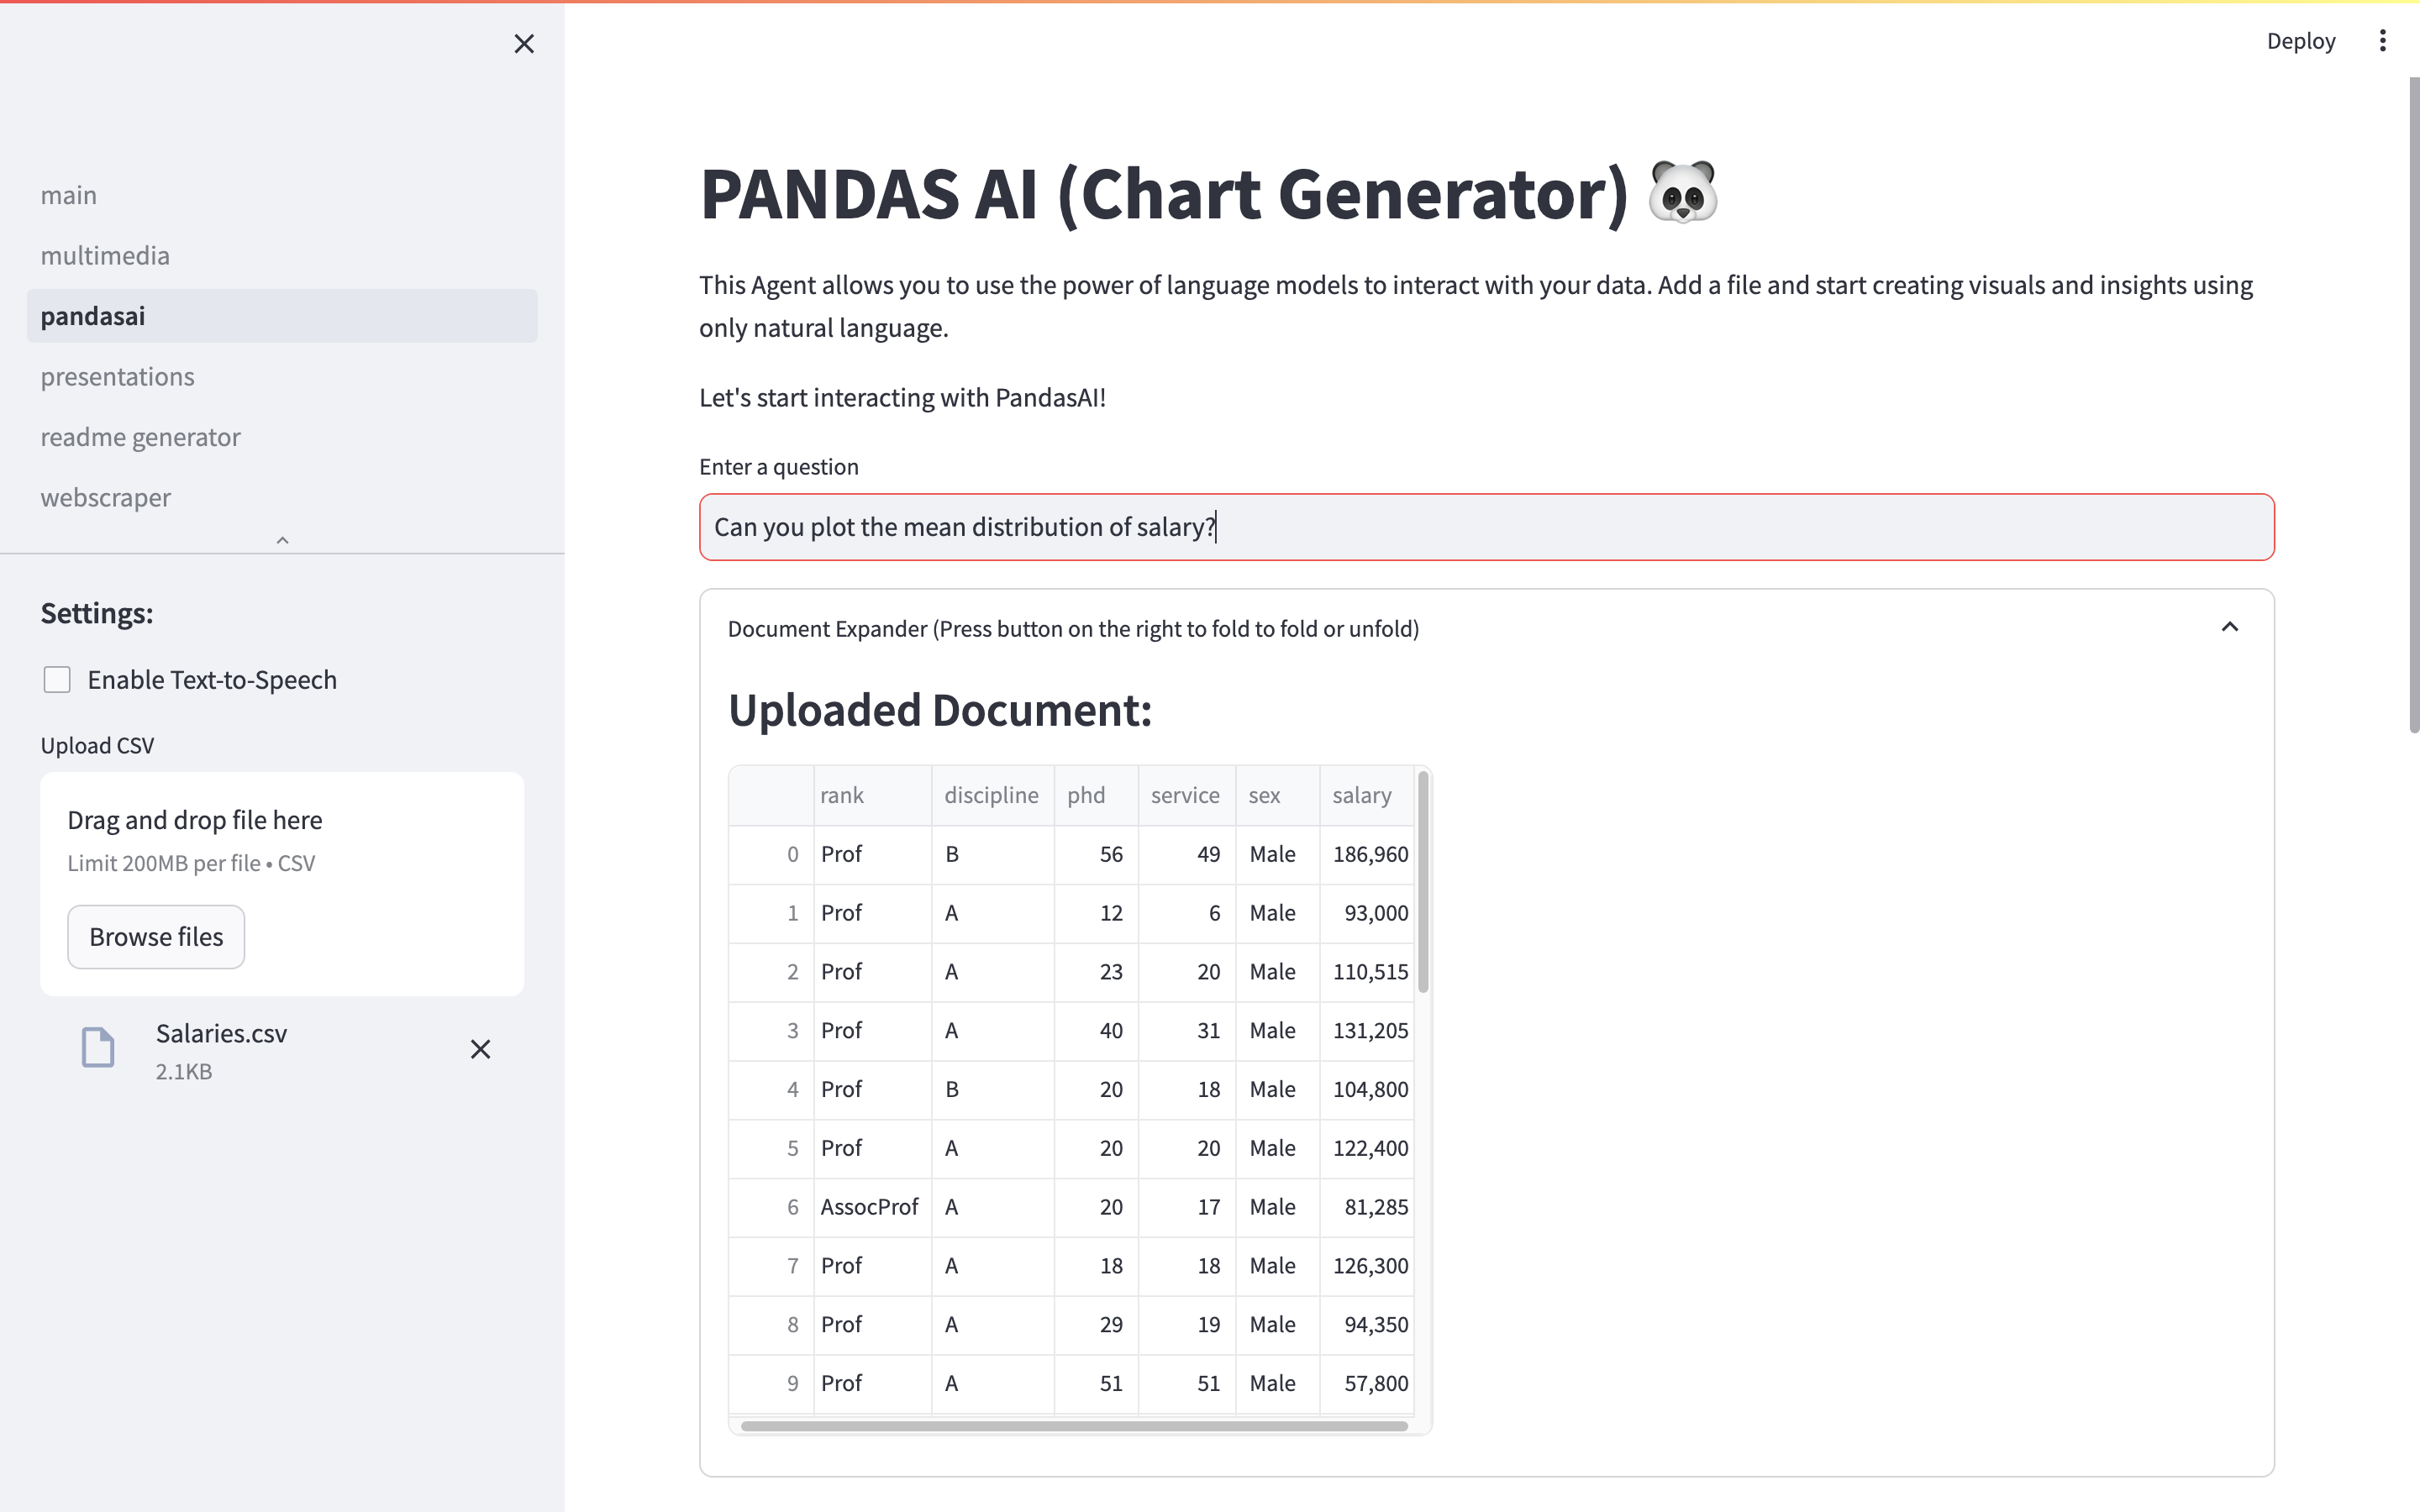 Deploy
main
multimedia
pandasai
presentations
readme generator
webscraper
Settings:
Enable Text-to-Speech
Upload CSV
Drag and drop file here
Limit 200MB per file • CSV
Browse files
Salaries.csv
2.1KB
PANDAS AI (Chart Generator) 🐼
This Agent allows you to use the power of language models to interact with your data. Add a file and start creating visuals and insights using
only natural language.
Let's start interacting with PandasAI!
Enter a question
Can you plot the mean distribution of salary?
Document Expander (Press button on the right to fold to fold or unfold)
Uploaded Document:
rank discipline phd service sex salary
0 Prof B 56 49 Male 186,960
1 Prof A 12 6 Male 93,000
2 Prof A 23 20 Male 110,515
3 Prof A 40 31 Male 131,205
4 Prof B 20 18 Male 104,800
5 Prof A 20 20 Male 122,400
6 AssocProf A 20 17 Male 81,285
7 Prof A 18 18 Male 126,300
8 Prof A 29 19 Male 94,350
9 Prof A 51 51 Male 57,800